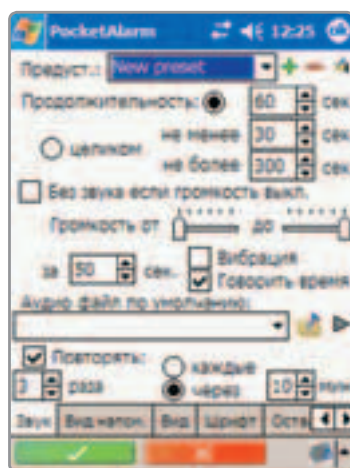 PocketAlarm 12:25
Предуст.: New preset
Продолжительность: 60 сек
целиком
не менее 30 сек
не более 300 сек
Без звука если громкость выкл.
Громкость от до
за 50 сек. Вибрация
Говорить время
Аудио файл по умолчанию:
Повторять: каждые
3 раза через 10 мин
Звук Вид напом. Вид Шрифт Оста